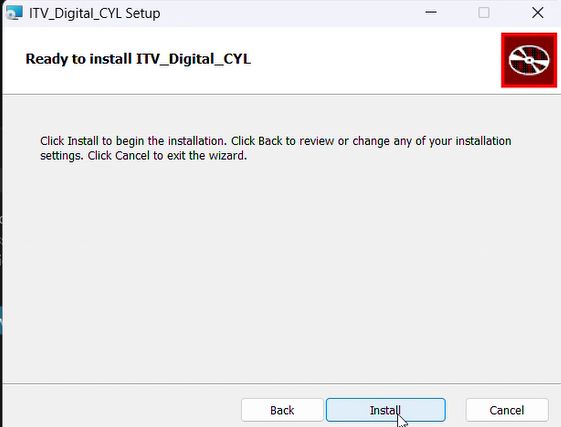 ITV_Digital_CYL Setup
Ready to install ITV_Digital_CYL
Click Install to begin the installation. Click Back to review or change any of your installation
settings. Click Cancel to exit the wizard.
Back Install Cancel